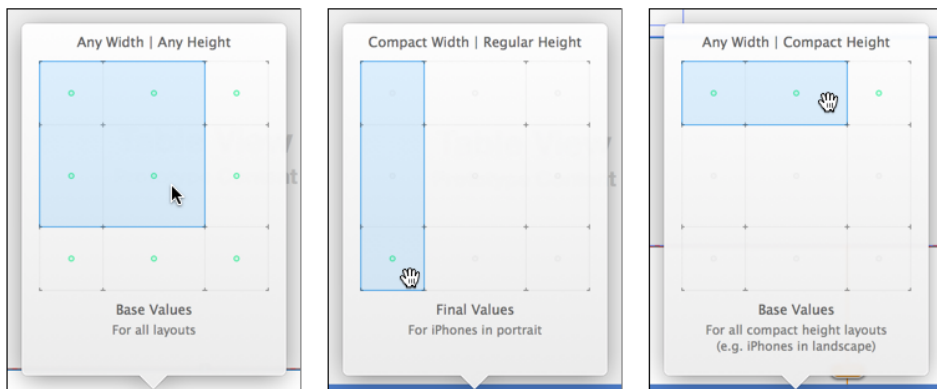 Any Width | Any Height
Base Values
For all layouts
Compact Width | Regular Height
Final Values
For iPhones in portrait
Any Width | Compact Height
Base Values
For all compact height layouts
(e.g. iPhones in landscape)